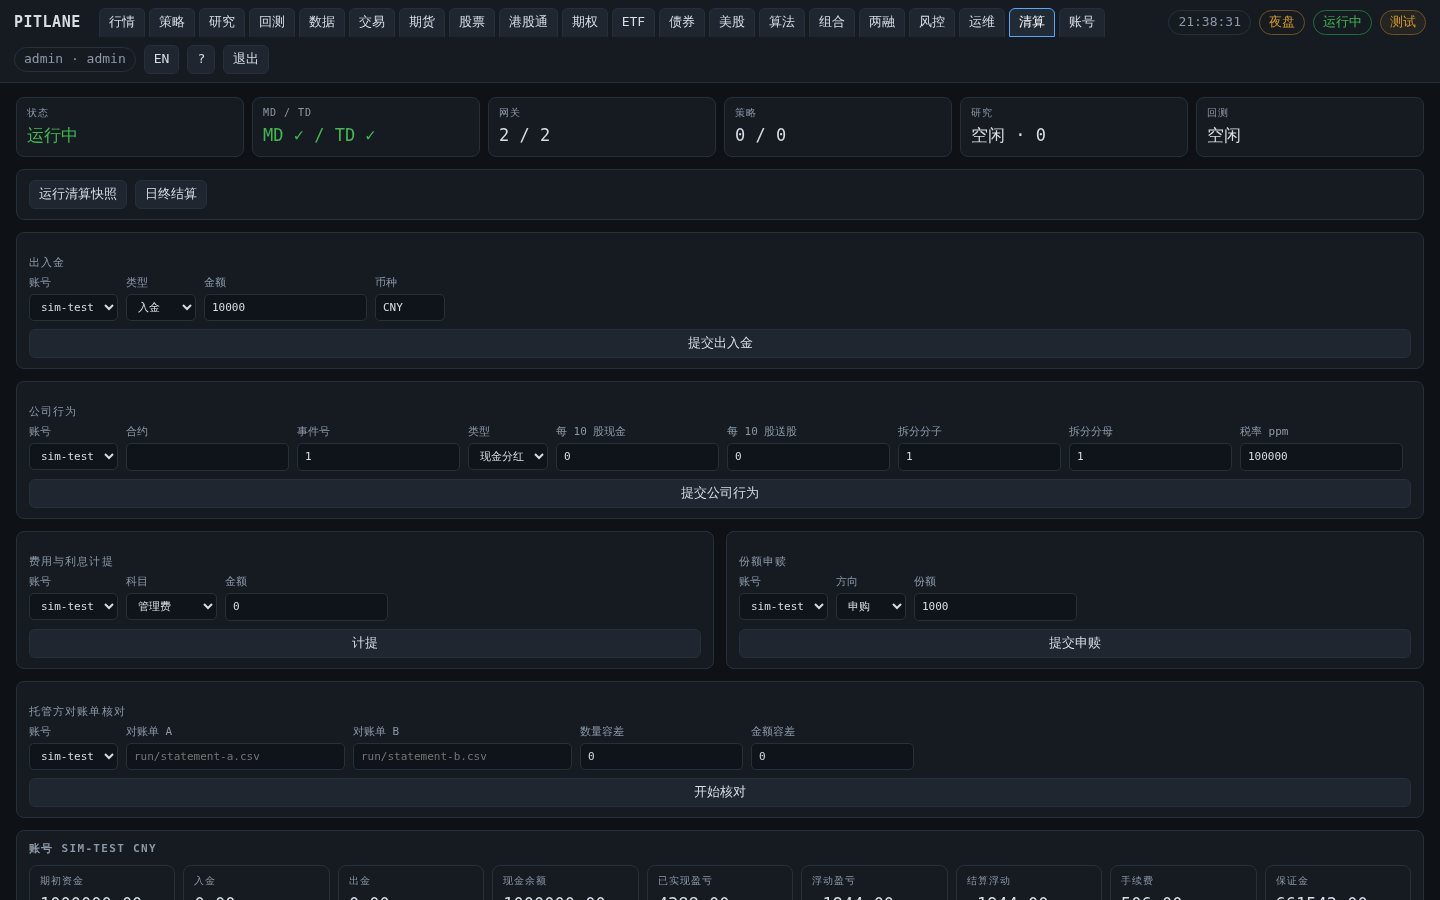 PITLANE 行情 策略 研究 回测 数据 交易 期货 股票 港股通 期权 ETF 债券 美股 算法 组合 两融 风控 运维 清算 账号 21:38:31 夜盘 运行中 测试
admin · admin EN ? 退出
状态 MD / TD 网关 策略 研究 回测
运行中 MD ✓ / TD ✓ 2 / 2 0 / 0 空闲 · 0 空闲
运行清算快照 日终结算
出入金
账号 类型 金额 币种
sim-test 入金 10000 CNY
提交出入金
公司行为
账号 合约 事件号 类型 每 10 股现金 每 10 股送股 拆分分子 拆分分母 税率 ppm
sim-test 1 现金分红 0 0 1 1 100000
提交公司行为
费用与利息计提
账号 科目 金额
sim-test 管理费 0
计提
份额申赎
账号 方向 份额
sim-test 申购 1000
提交申赎
托管方对账单核对
账号 对账单 A 对账单 B 数量容差 金额容差
sim-test run/statement-a.csv run/statement-b.csv 0 0
开始核对
账号 SIM-TEST CNY
期初资金 入金 出金 现金余额 已实现盈亏 浮动盈亏 结算浮动 手续费 保证金